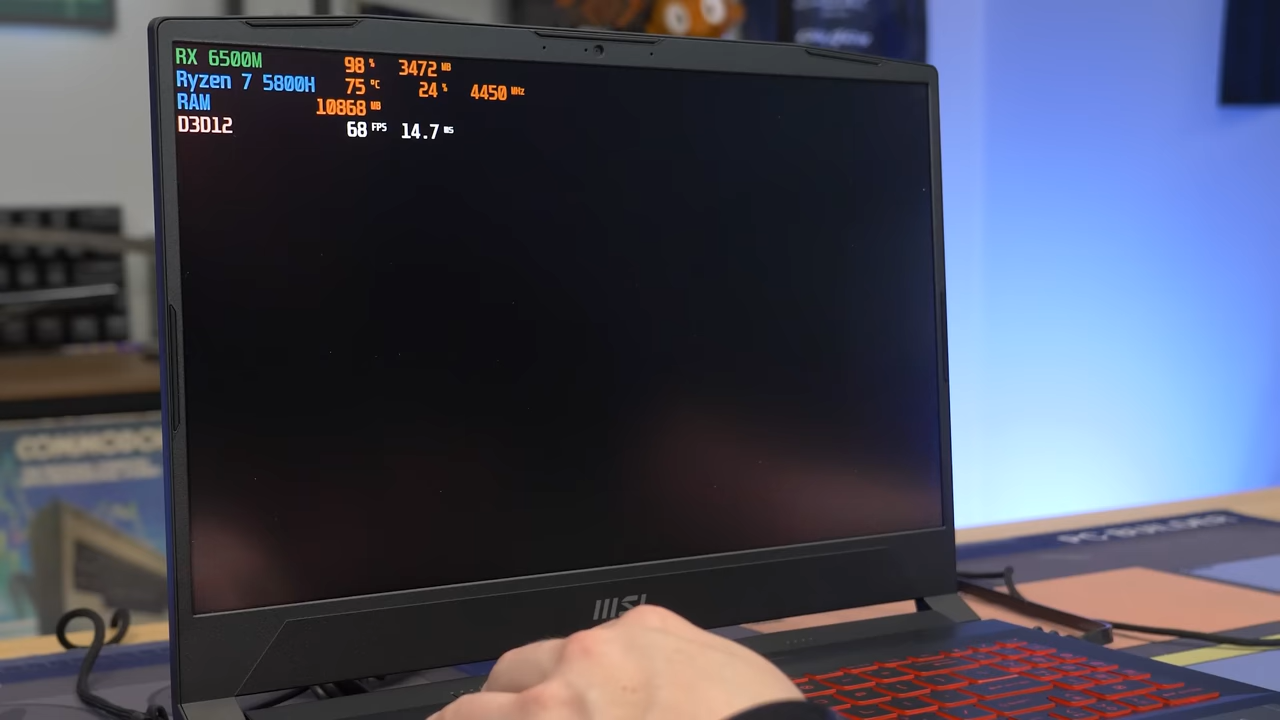 RX 6500M 98 % 3472 MB
Ryzen 7 5800H 75 °C 24 % 4450 MHz
RAM 10868 MB
D3D12 68 FPS 14.7 ms
msi